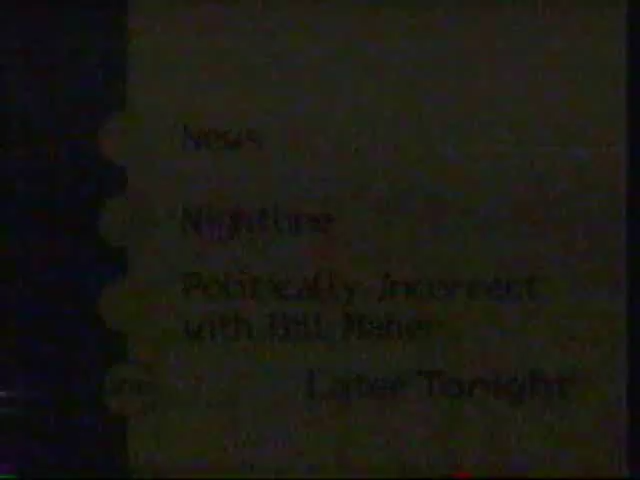 News
Nightline
Politically Incorrect
with Bill Maher
Later Tonight